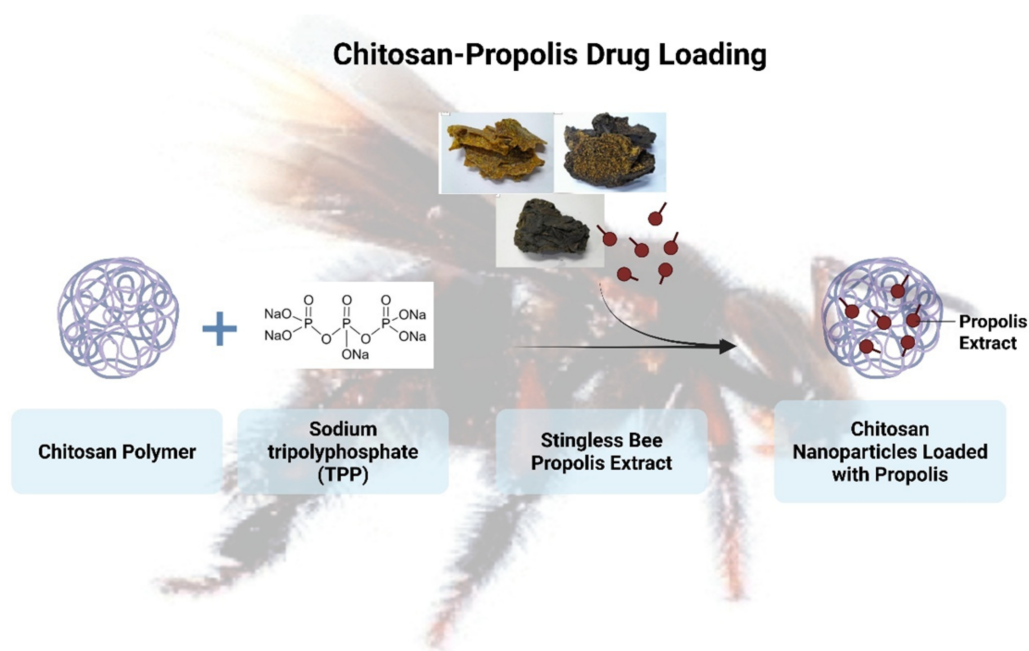 Chitosan-Propolis Drug Loading
O O O
NaO P P P ONa
NaO O O ONa
ONa
Propolis
Extract
Chitosan Polymer
Sodium
tripolyphosphate
(TPP)
Stingless Bee
Propolis Extract
Chitosan
Nanoparticles Loaded
with Propolis